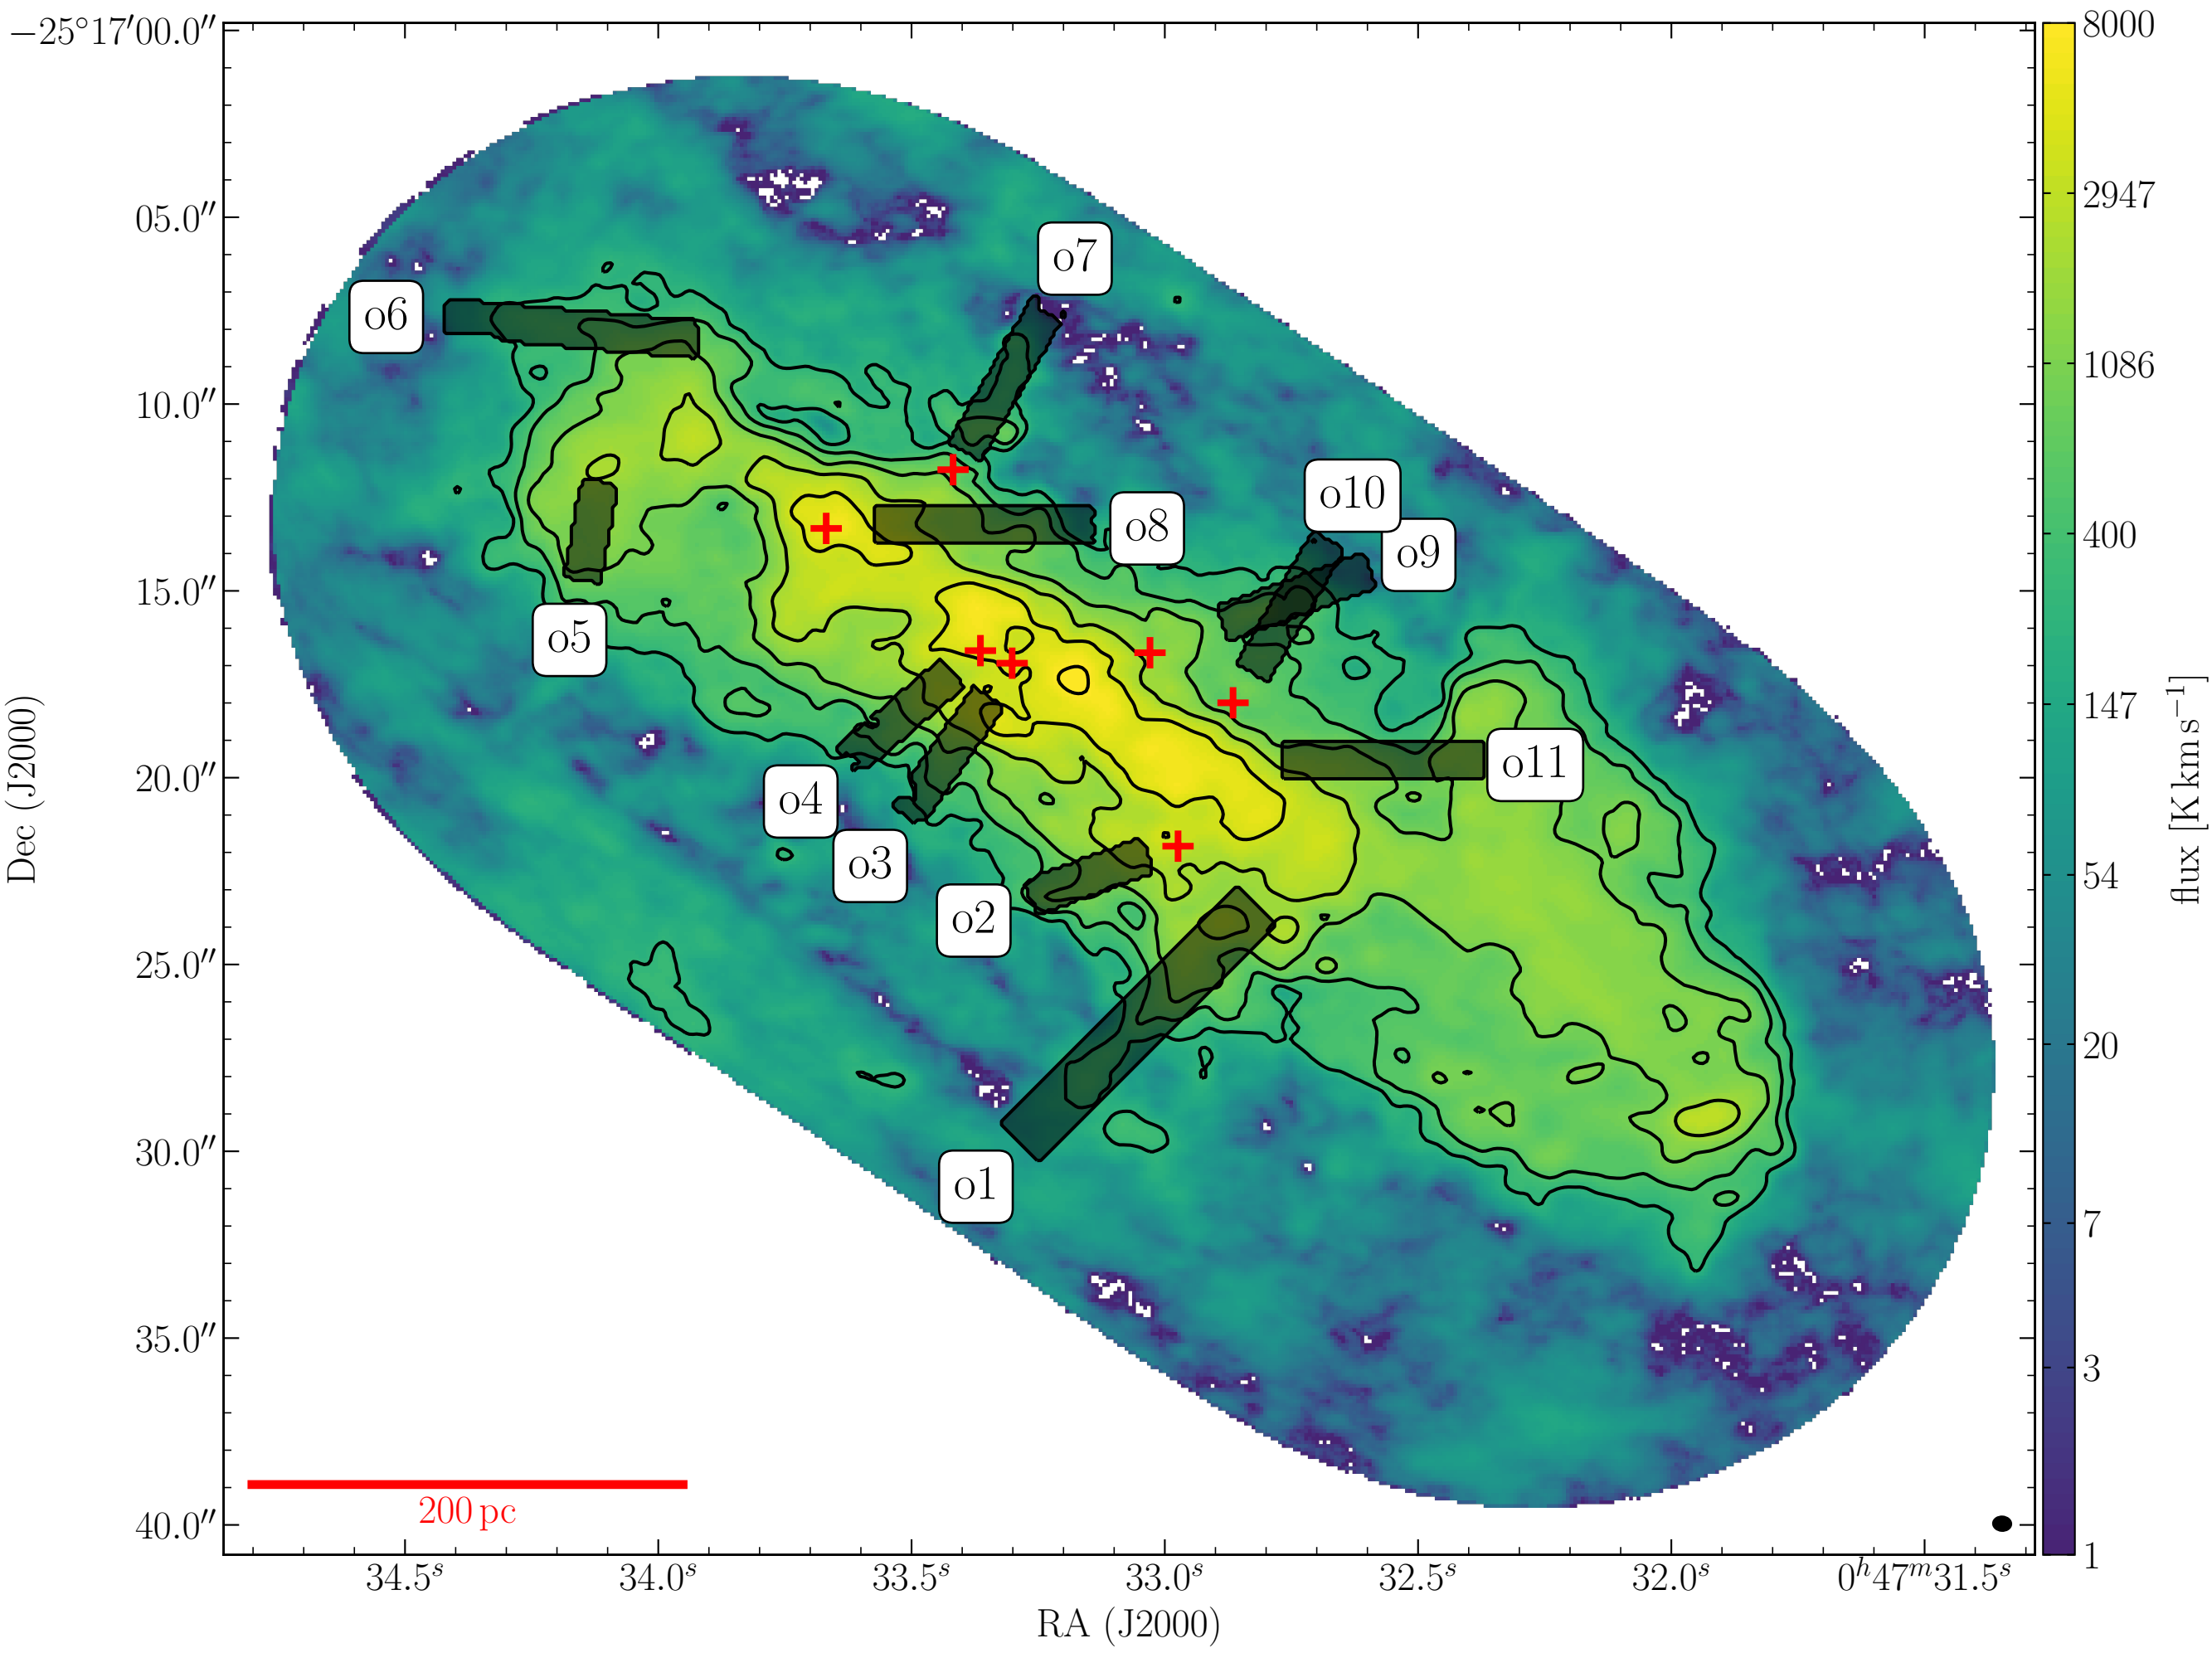 −25°17′00.0″
05.0″
10.0″
15.0″
20.0″
25.0″
30.0″
35.0″
40.0″
Dec (J2000)
34.5ˢ
34.0ˢ
33.5ˢ
33.0ˢ
32.5ˢ
32.0ˢ
0ʰ47ᵐ31.5ˢ
RA (J2000)
o7
o6
o10
o8
o9
o5
o11
o4
o3
o2
o1
200 pc
8000
2947
1086
400
147
54
20
7
3
1
flux [K km s⁻¹]